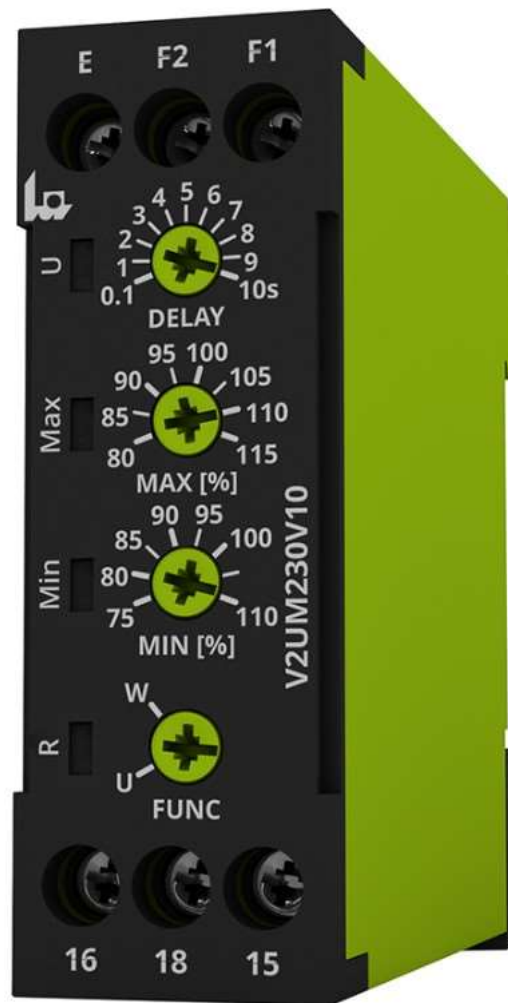 E F2 F1
U
0.1 1 2 3 4 5 6 7 8 9 10s
DELAY
Max
80 85 90 95 100 105 110 115
MAX [%]
Min
75 80 85 90 95 100 110
MIN [%]
V2UM230V10
R
U W
FUNC
16 18 15